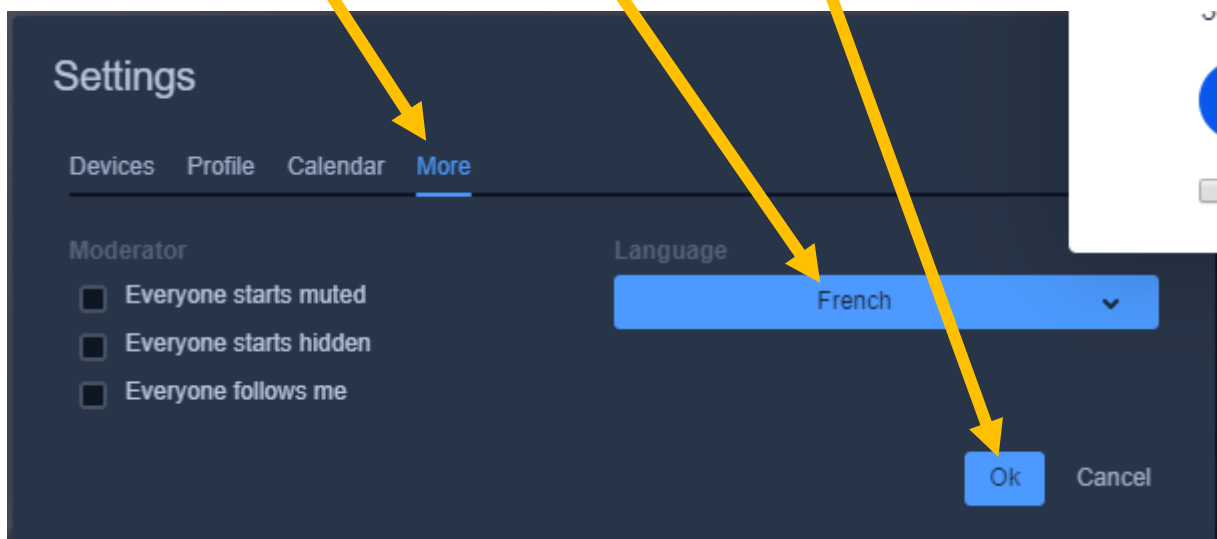 Settings
Devices Profile Calendar More
Moderator
Language
Everyone starts muted
French
Everyone starts hidden
Everyone follows me
Ok Cancel